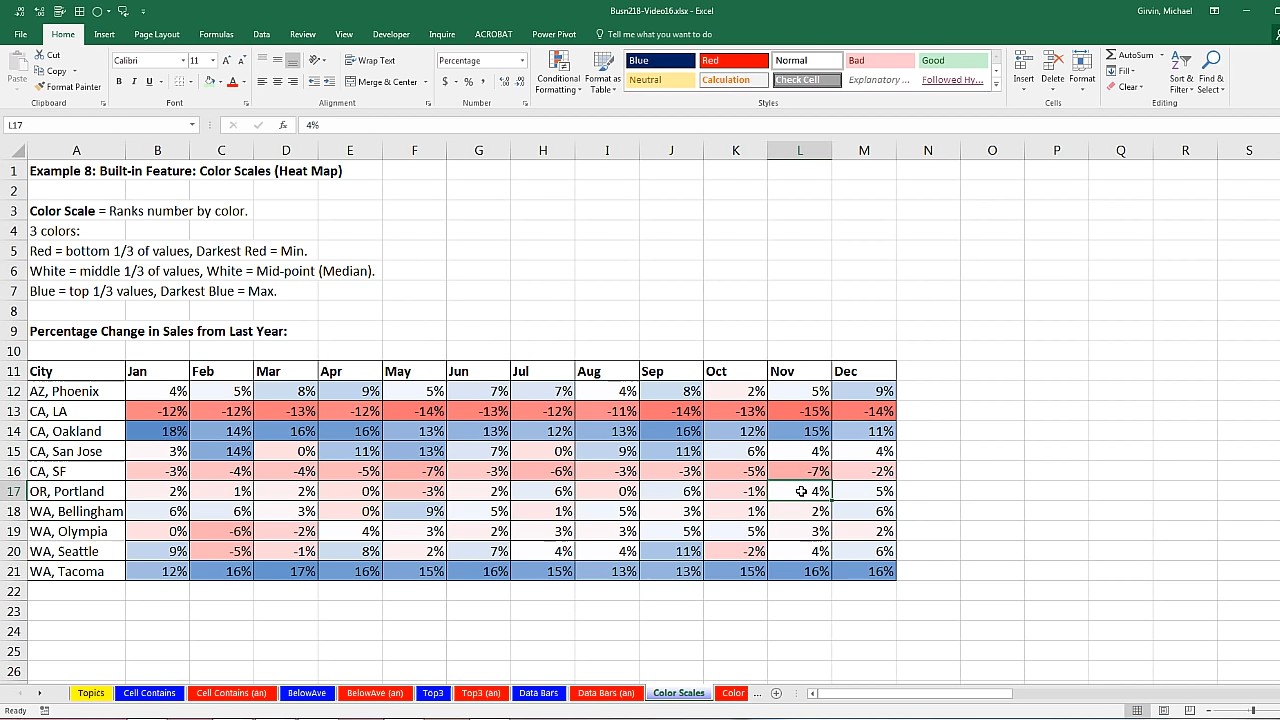 Busn218-Video16.xlsx - Excel
Girvin, Michael
File Home Insert Page Layout Formulas Data Review View Developer Inquire ACROBAT Power Pivot Tell me what you want to do
Paste
Cut
Copy
Format Painter
Clipboard
Calibri 11
B I U
Font
Wrap Text
Merge & Center
Alignment
Percentage
$ % ,
Number
Conditional Formatting
Format as Table
Blue Red Normal Bad Good
Neutral Calculation Check Cell Explanatory ... Followed Hy...
Styles
Insert Delete Format
Cells
AutoSum
Fill
Clear
Sort & Filter
Find & Select
Editing
L17 fx 4%
A B C D E F G H I J K L M N O P Q R S
1 Example 8: Built-in Feature: Color Scales (Heat Map)
2
3 Color Scale = Ranks number by color.
4 3 colors:
5 Red = bottom 1/3 of values, Darkest Red = Min.
6 White = middle 1/3 of values, White = Mid-point (Median).
7 Blue = top 1/3 values, Darkest Blue = Max.
8
9 Percentage Change in Sales from Last Year:
10
11 City Jan Feb Mar Apr May Jun Jul Aug Sep Oct Nov Dec
12 AZ, Phoenix 4% 5% 8% 9% 5% 7% 7% 4% 8% 2% 5% 9%
13 CA, LA -12% -12% -13% -12% -14% -13% -12% -11% -14% -13% -15% -14%
14 CA, Oakland 18% 14% 16% 16% 13% 13% 12% 13% 16% 12% 15% 11%
15 CA, San Jose 3% 14% 0% 11% 13% 7% 0% 9% 11% 6% 4% 4%
16 CA, SF -3% -4% -4% -5% -7% -3% -6% -3% -3% -5% -7% -2%
17 OR, Portland 2% 1% 2% 0% -3% 2% 6% 0% 6% -1% 4% 5%
18 WA, Bellingham 6% 6% 3% 0% 9% 5% 1% 5% 3% 1% 2% 6%
19 WA, Olympia 0% -6% -2% 4% 3% 2% 3% 3% 5% 5% 3% 2%
20 WA, Seattle 9% -5% -1% 8% 2% 7% 4% 4% 11% -2% 4% 6%
21 WA, Tacoma 12% 16% 17% 16% 15% 16% 15% 13% 13% 15% 16% 16%
22
23
24
25
26
Topics Cell Contains Cell Contains (an) BelowAve BelowAve (an) Top3 Top3 (an) Data Bars Data Bars (an) Color Scales Color ...
Ready